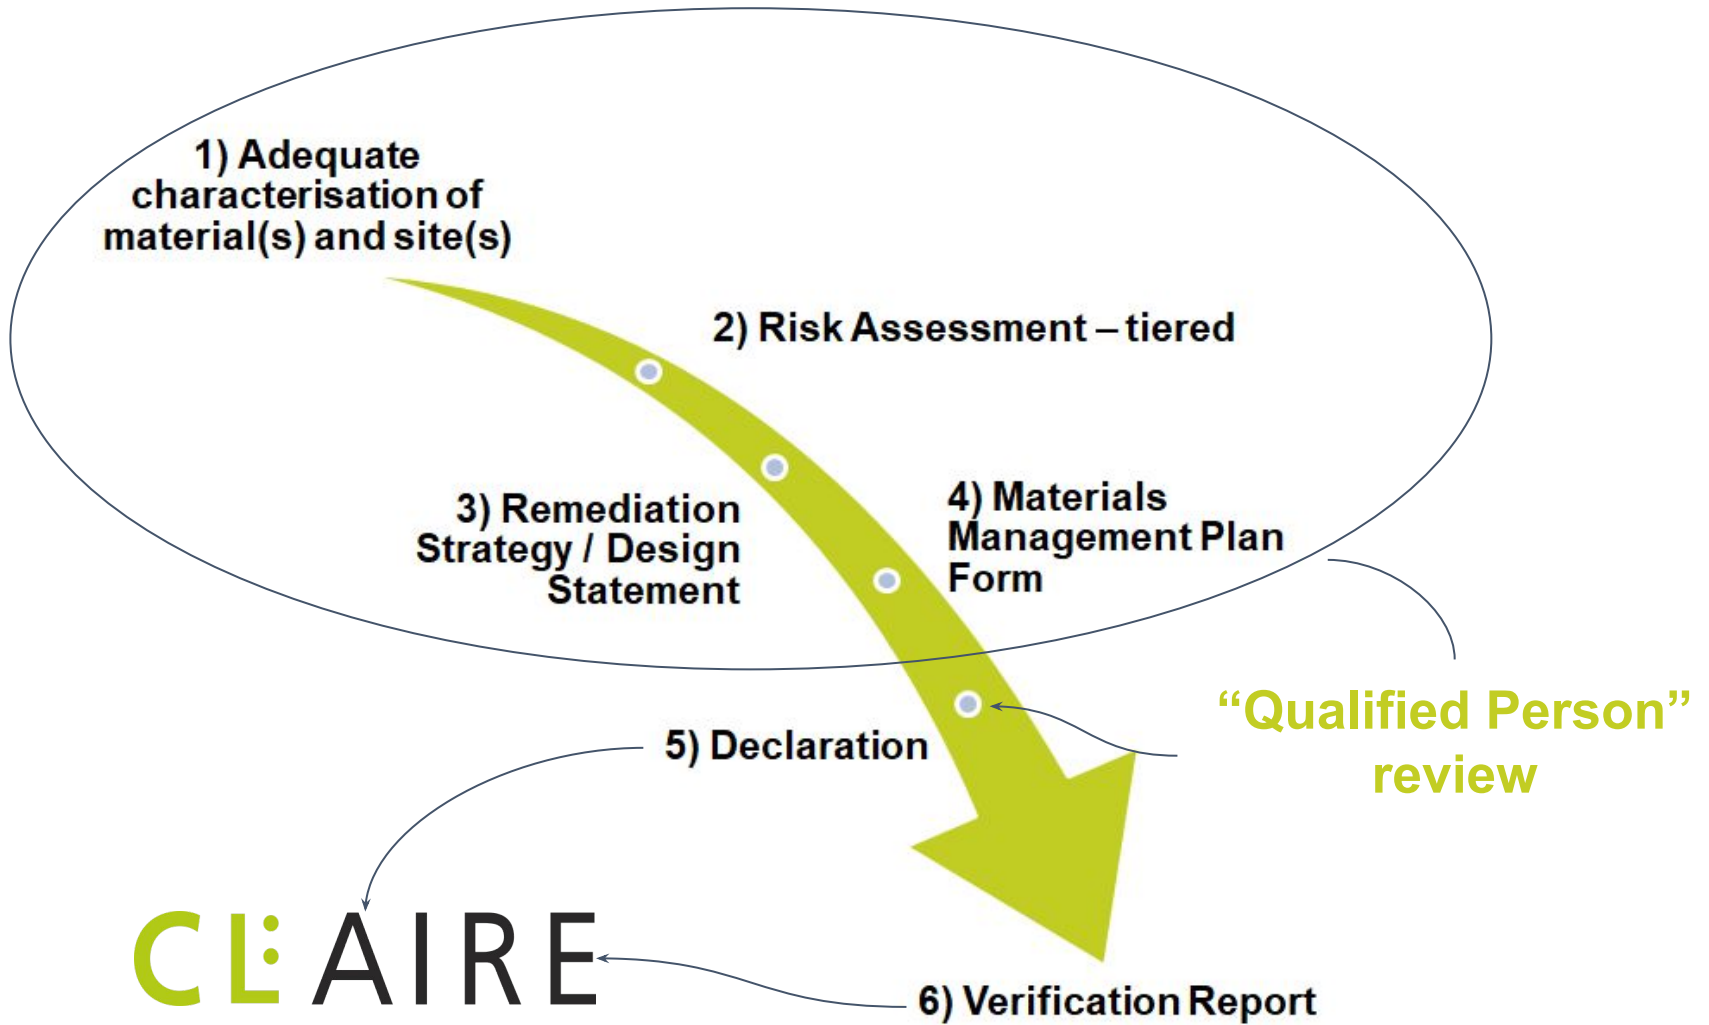 1) Adequate
characterisation of
material(s) and site(s)
2) Risk Assessment – tiered
3) Remediation
Strategy / Design
Statement
4) Materials
Management Plan
Form
“Qualified Person”
review
5) Declaration
CL:AIRE
6) Verification Report